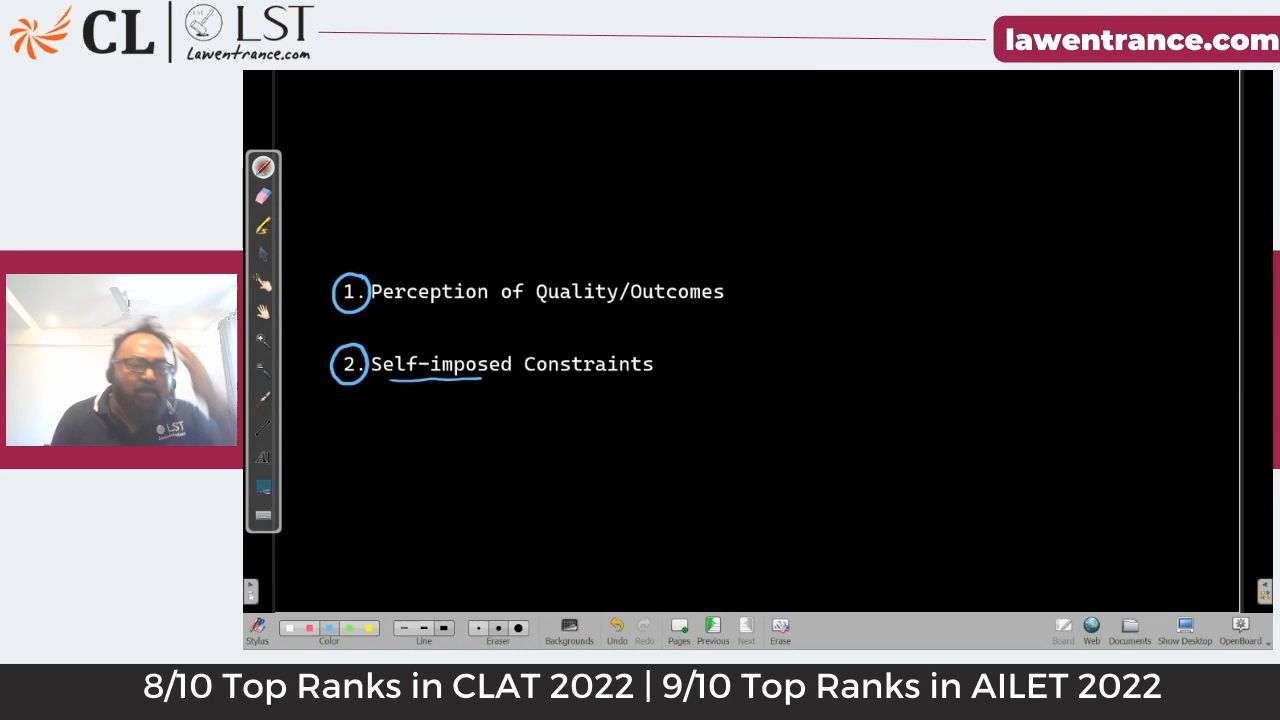 CL
LST
Lawentrance.com
lawentrance.com
1. Perception of Quality/Outcomes
2. Self-imposed Constraints
LST
Stylus
Color
Line
Eraser
Backgrounds
Undo
Redo
Pages
Previous
Next
Erase
Board
Web
Documents
Show Desktop
OpenBoard
8/10 Top Ranks in CLAT 2022 | 9/10 Top Ranks in AILET 2022